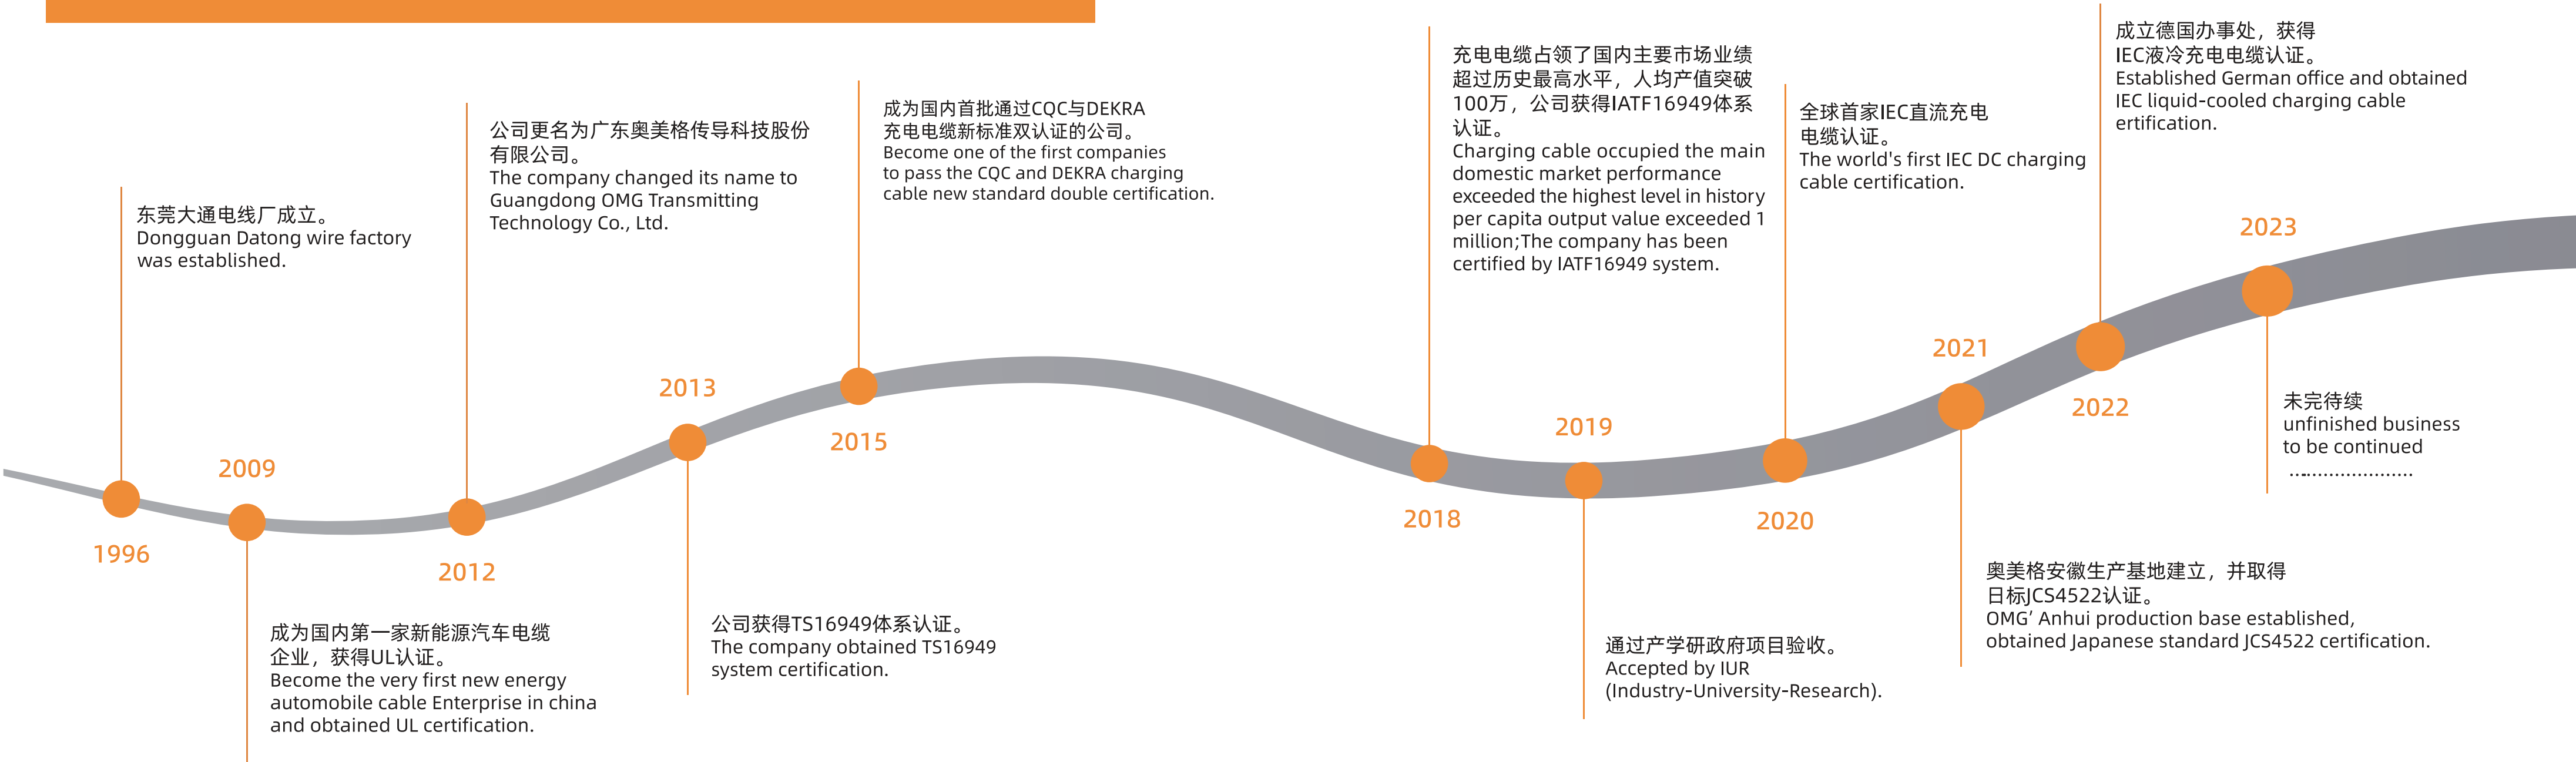 1996
东莞大通电线厂成立。
Dongguan Datong wire factory
was established.
2009
成为国内第一家新能源汽车电缆
企业，获得UL认证。
Become the very first new energy
automobile cable Enterprise in china
and obtained UL certification.
2012
公司更名为广东奥美格传导科技股份
有限公司。
The company changed its name to
Guangdong OMG Transmitting
Technology Co., Ltd.
2013
公司获得TS16949体系认证。
The company obtained TS16949
system certification.
2015
成为国内首批通过CQC与DEKRA
充电电缆新标准双认证的公司。
Become one of the first companies
to pass the CQC and DEKRA charging
cable new standard double certification.
2018
充电电缆占领了国内主要市场业绩
超过历史最高水平，人均产值突破
100万，公司获得IATF16949体系
认证。
Charging cable occupied the main
domestic market performance
exceeded the highest level in history
per capita output value exceeded 1
million;The company has been
certified by IATF16949 system.
2019
通过产学研政府项目验收。
Accepted by IUR
(Industry-University-Research).
2020
全球首家IEC直流充电
电缆认证。
The world's first IEC DC charging
cable certification.
2021
奥美格安徽生产基地建立，并取得
日标JCS4522认证。
OMG’ Anhui production base established,
obtained Japanese standard JCS4522 certification.
2022
成立德国办事处，获得
IEC液冷充电电缆认证。
Established German office and obtained
IEC liquid-cooled charging cable
ertification.
2023
未完待续
unfinished business
to be continued
......................